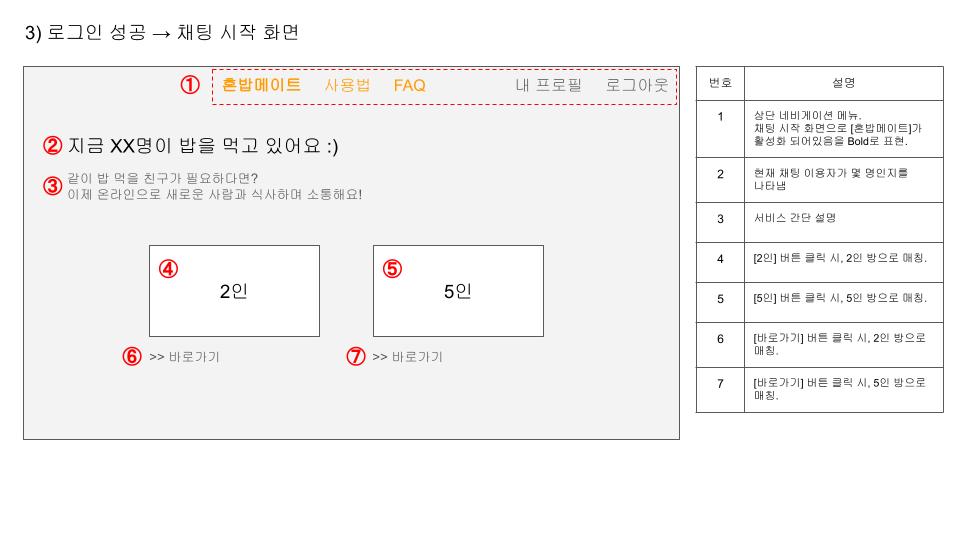 3) 로그인 성공 → 채팅 시작 화면
① 혼밥메이트 사용법 FAQ 내 프로필 로그아웃
② 지금 XX명이 밥을 먹고 있어요 :)
③ 같이 밥 먹을 친구가 필요하다면?
이제 온라인으로 새로운 사람과 식사하며 소통해요!
④ 2인
⑤ 5인
⑥ >> 바로가기
⑦ >> 바로가기
번호 설명
1 상단 네비게이션 메뉴.
채팅 시작 화면으로 [혼밥메이트]가
활성화 되어있음을 Bold로 표현.
2 현재 채팅 이용자가 몇 명인지를
나타냄
3 서비스 간단 설명
4 [2인] 버튼 클릭 시, 2인 방으로 매칭.
5 [5인] 버튼 클릭 시, 5인 방으로 매칭.
6 [바로가기] 버튼 클릭 시, 2인 방으로
매칭.
7 [바로가기] 버튼 클릭 시, 5인 방으로
매칭.